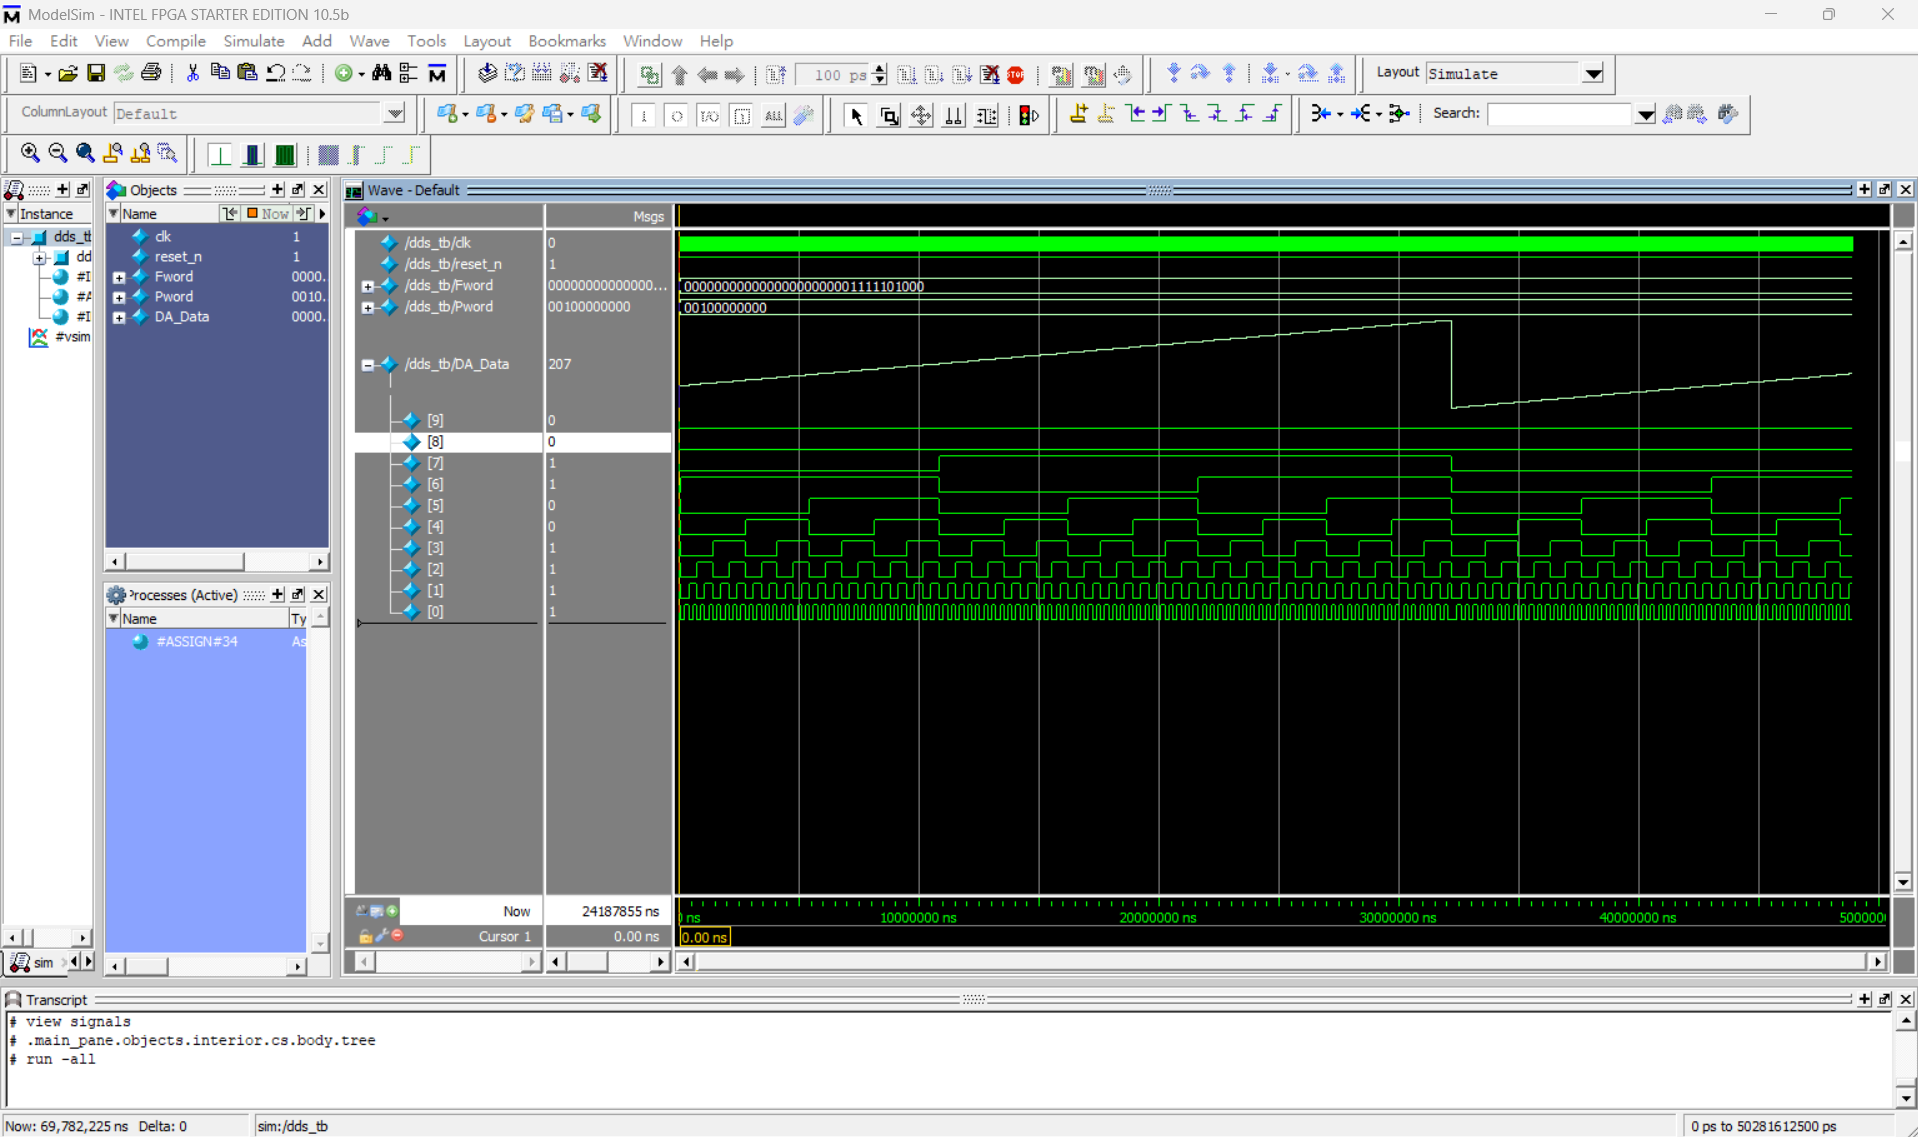 ModelSim - INTEL FPGA STARTER EDITION 10.5b
File Edit View Compile Simulate Add Wave Tools Layout Bookmarks Window Help
100 ps
STOP
Layout Simulate
ColumnLayout Default
I/O
ALL
Search:
Objects
Wave - Default
Instance
Name
Now
Msgs
dds_tb
dd
#I
#A
#I
#vsim
clk 1
reset_n 1
Fword 0000.
Pword 0010.
DA_Data 0000.
/dds_tb/clk 0
/dds_tb/reset_n 1
/dds_tb/Fword 00000000000000... 00000000000000000000001111101000
/dds_tb/Pword 00100000000 00100000000
/dds_tb/DA_Data 207
[9] 0
[8] 0
[7] 1
[6] 1
[5] 0
[4] 0
[3] 1
[2] 1
[1] 1
[0] 1
Processes (Active)
Name Ty
#ASSIGN#34 As
Now 24187855 ns
Cursor 1 0.00 ns
ns 10000000 ns 20000000 ns 30000000 ns 40000000 ns 500000
0.00 ns
sim
Transcript
# view signals
# .main_pane.objects.interior.cs.body.tree
# run -all
Now: 69,782,225 ns Delta: 0
sim:/dds_tb
0 ps to 50281612500 ps